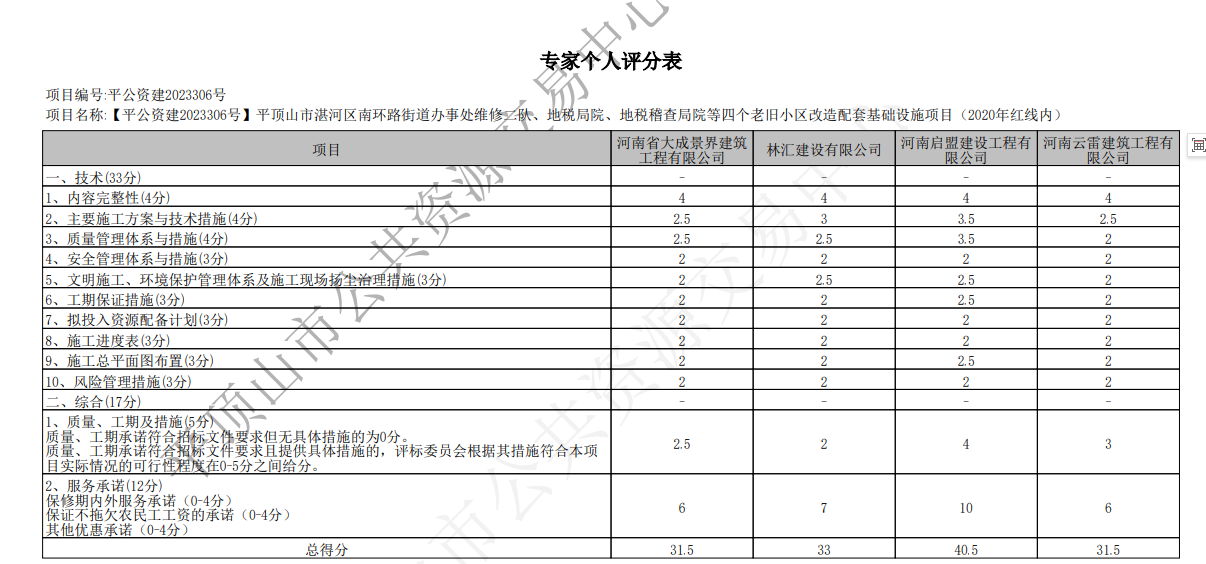 专家个人评分表
项目编号:平公资建2023306号
项目名称:【平公资建2023306号】平顶山市湛河区南环路街道办事处维修二队、地税局院、地税稽查局院等四个老旧小区改造配套基础设施项目（2020年红线内）
项目 河南省大成景界建筑工程有限公司 林汇建设有限公司 河南启盟建设工程有限公司 河南云雷建筑工程有限公司
一、技术(33分) - - - -
1、内容完整性(4分) 4 4 4 4
2、主要施工方案与技术措施(4分) 2.5 3 3.5 2.5
3、质量管理体系与措施(4分) 2.5 2.5 3.5 2
4、安全管理体系与措施(3分) 2 2 2 2
5、文明施工、环境保护管理体系及施工现场扬尘治理措施(3分) 2 2.5 2.5 2
6、工期保证措施(3分) 2 2 2.5 2
7、拟投入资源配备计划(3分) 2 2 2 2
8、施工进度表(3分) 2 2 2 2
9、施工总平面图布置(3分) 2 2 2.5 2
10、风险管理措施(3分) 2 2 2 2
二、综合(17分) - - - -
1、质量、工期及措施(5分)
质量、工期承诺符合招标文件要求但无具体措施的为0分。
质量、工期承诺符合招标文件要求且提供具体措施的，评标委员会根据其措施符合本项
目实际情况的可行性程度在0-5分之间给分。
2.5 2 4 3
2、服务承诺(12分)
保修期内外服务承诺（0-4分）
保证不拖欠农民工工资的承诺（0-4分）
其他优惠承诺（0-4分）
6 7 10 6
总得分 31.5 33 40.5 31.5
平顶山市公共资源交易中心
市公共资源交易中心